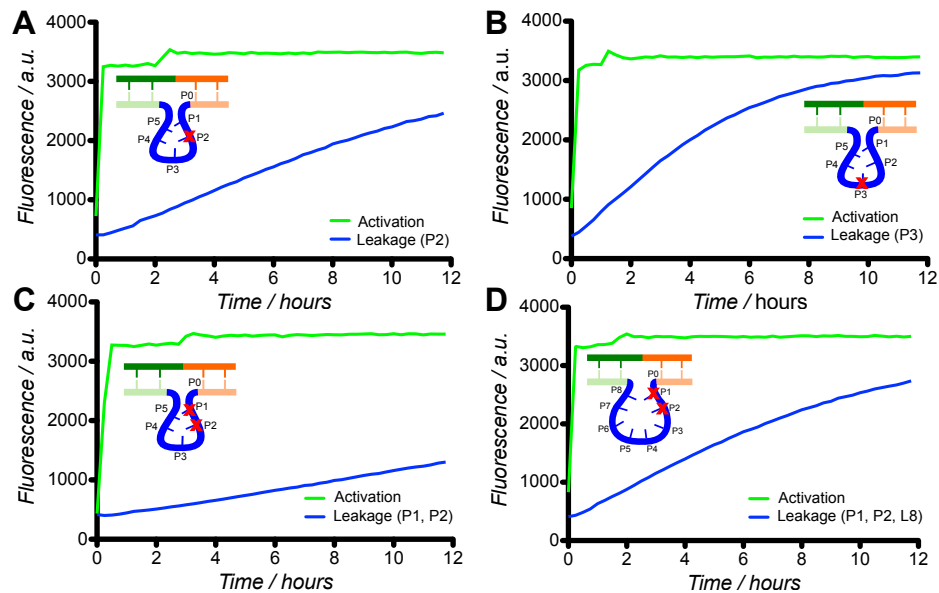 A
Fluorescence / a.u.
4000
3000
2000
1000
0
P0
P5
P1
P4
P2
P3
Activation
Leakage (P2)
0 2 4 6 8 10 12
Time / hours
B
Fluorescence / a.u.
4000
3000
2000
1000
0
P0
P5
P1
P4
P2
P3
Activation
Leakage (P3)
0 2 4 6 8 10 12
Time / hours
C
Fluorescence / a.u.
4000
3000
2000
1000
0
P0
P5
P1
P4
P2
P3
Activation
Leakage (P1, P2)
0 2 4 6 8 10 12
Time / hours
D
Fluorescence / a.u.
4000
3000
2000
1000
0
P8
P0
P1
P7
P2
P6
P3
P5
P4
Activation
Leakage (P1, P2, L8)
0 2 4 6 8 10 12
Time / hours